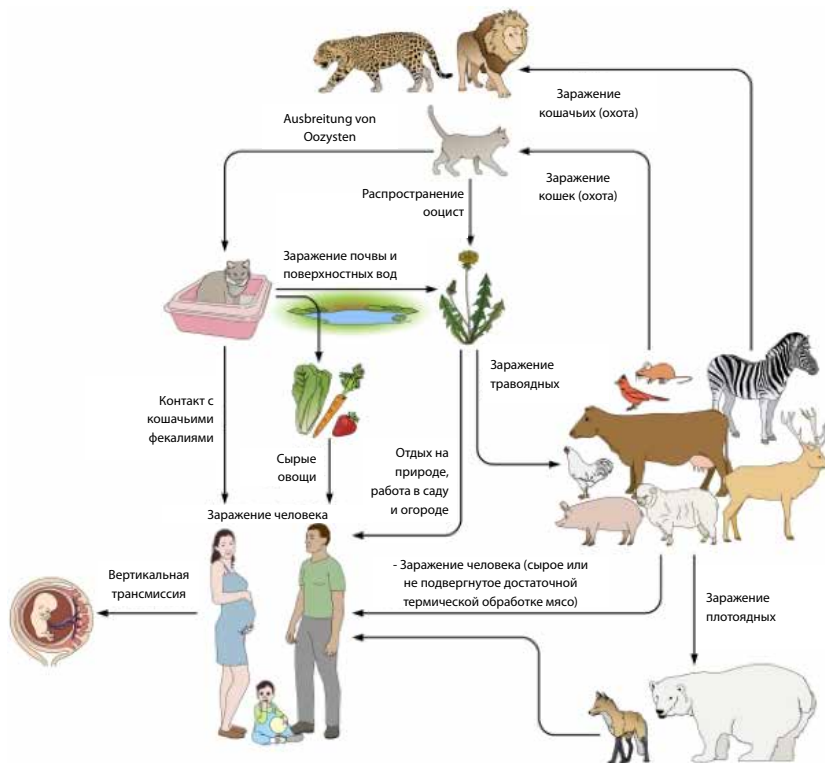 Заражение
кошачьих (охота)
Ausbreitung von
Oozysten
Заражение
кошек (охота)
Распространение
ооцист
Заражение почвы и
поверхностных вод
Заражение
травоядных
Контакт с
кошачьими
фекалиями
Сырые
овощи
Отдых на
природе,
работа в саду
и огороде
Заражение человека
Вертикальная
трансмиссия
- Заражение человека (сырое или
не подвергнутое достаточной
термической обработке мясо)
Заражение
плотоядных